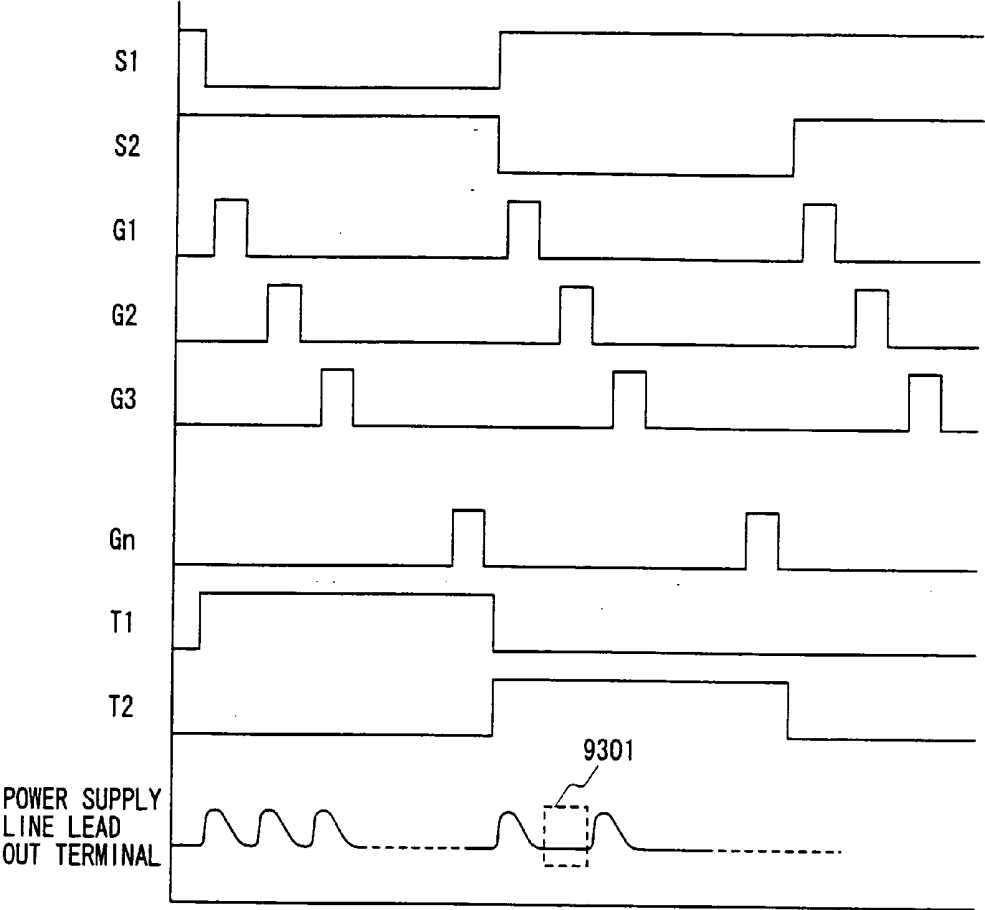 S1
S2
G1
G2
G3
Gn
T1
T2
9301
POWER SUPPLY
LINE LEAD
OUT TERMINAL